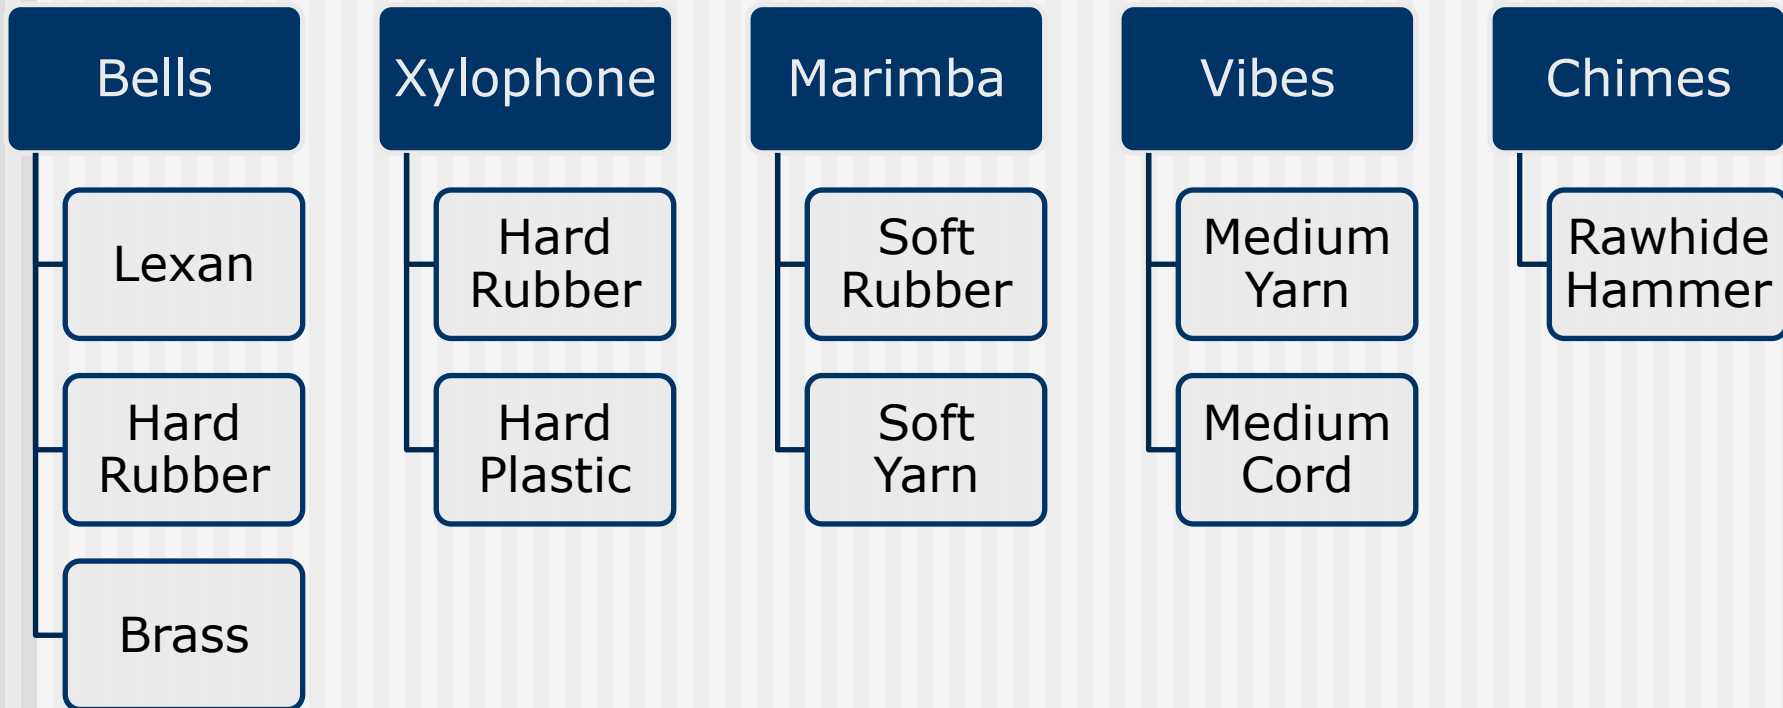 Bells
Lexan
Hard
Rubber
Brass
Xylophone
Hard
Rubber
Hard
Plastic
Marimba
Soft
Rubber
Soft
Yarn
Vibes
Medium
Yarn
Medium
Cord
Chimes
Rawhide
Hammer